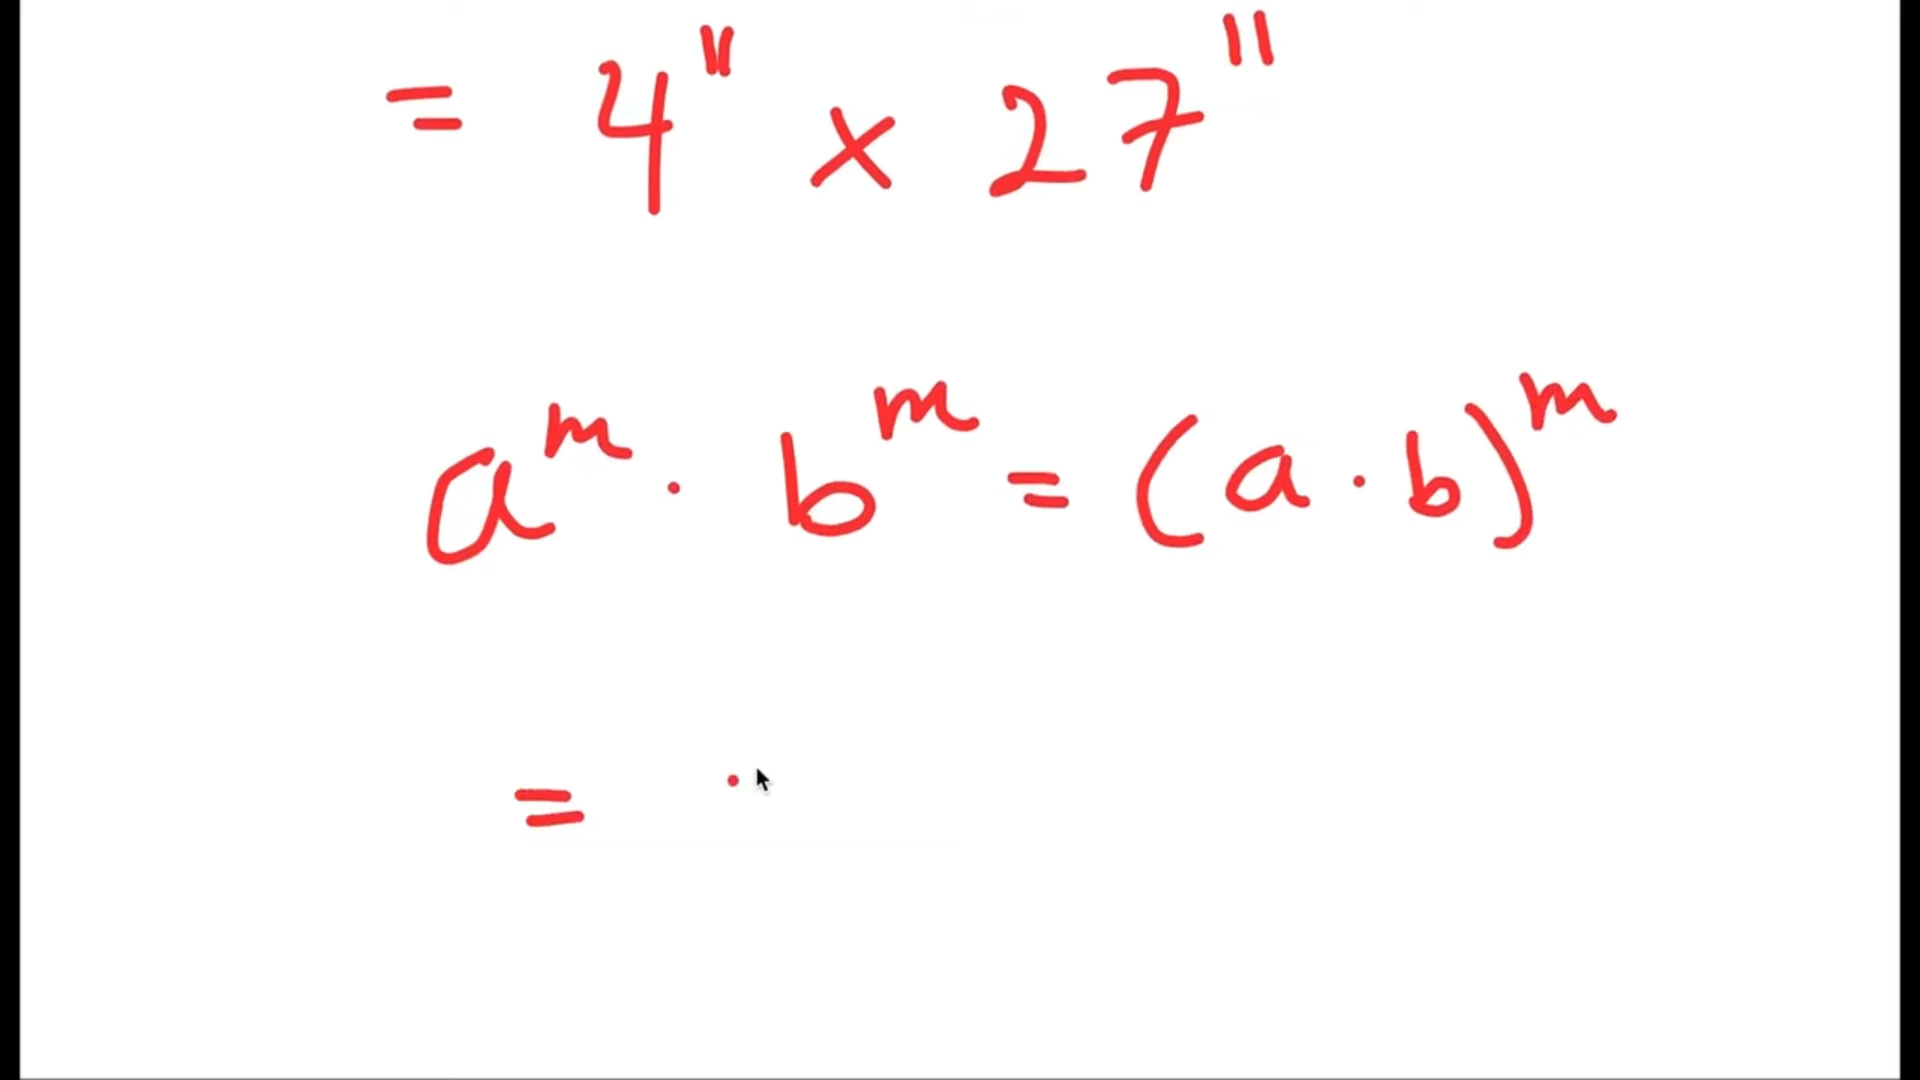 = 4¹¹ × 27¹¹
aᵐ · bᵐ = (a · b)ᵐ
= ·